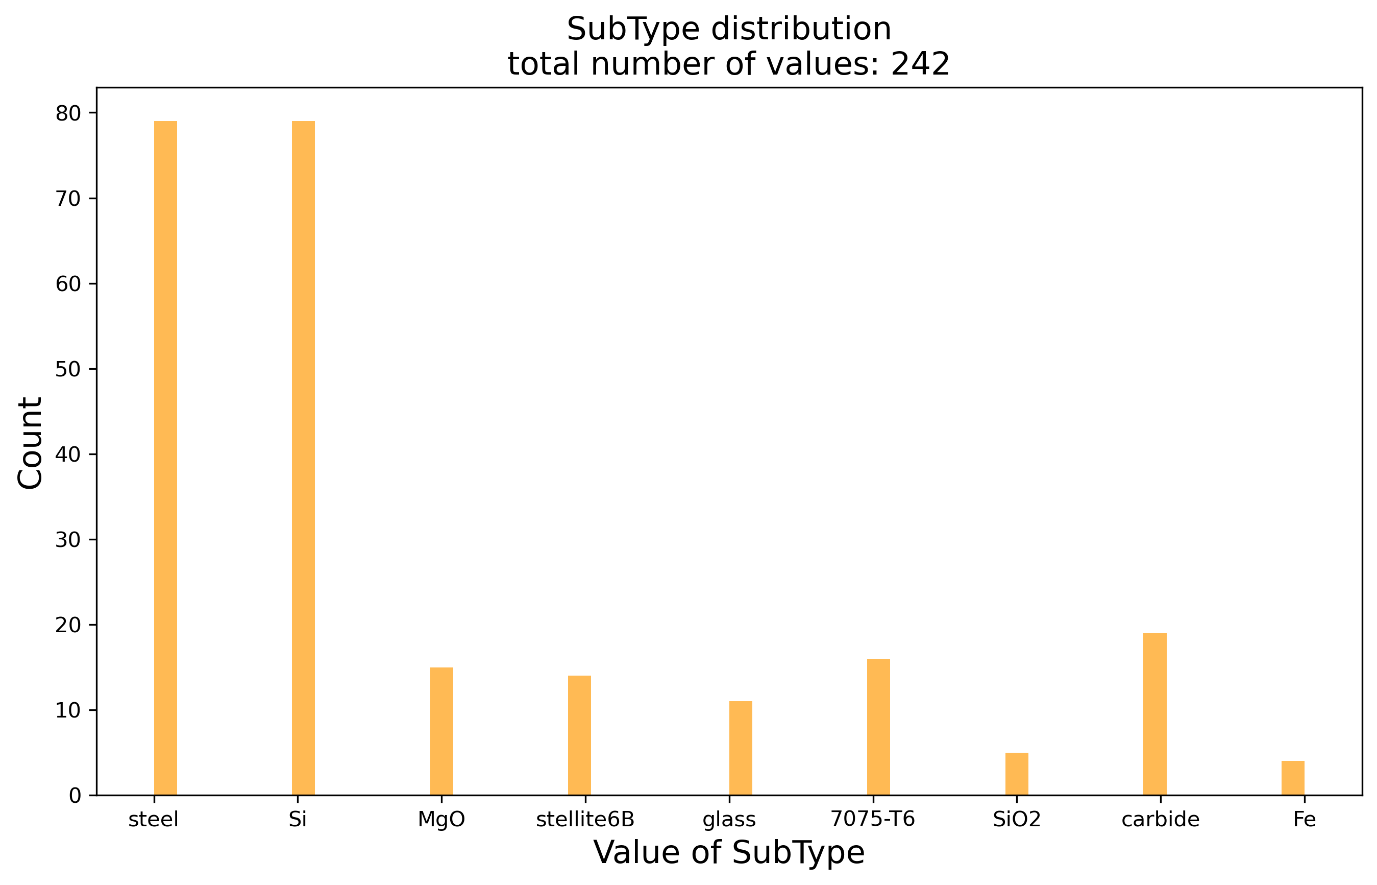 SubType distribution
total number of values: 242
80
70
60
50
40
30
20
10
0
Count
steel Si MgO stellite6B glass 7075-T6 SiO2 carbide Fe
Value of SubType